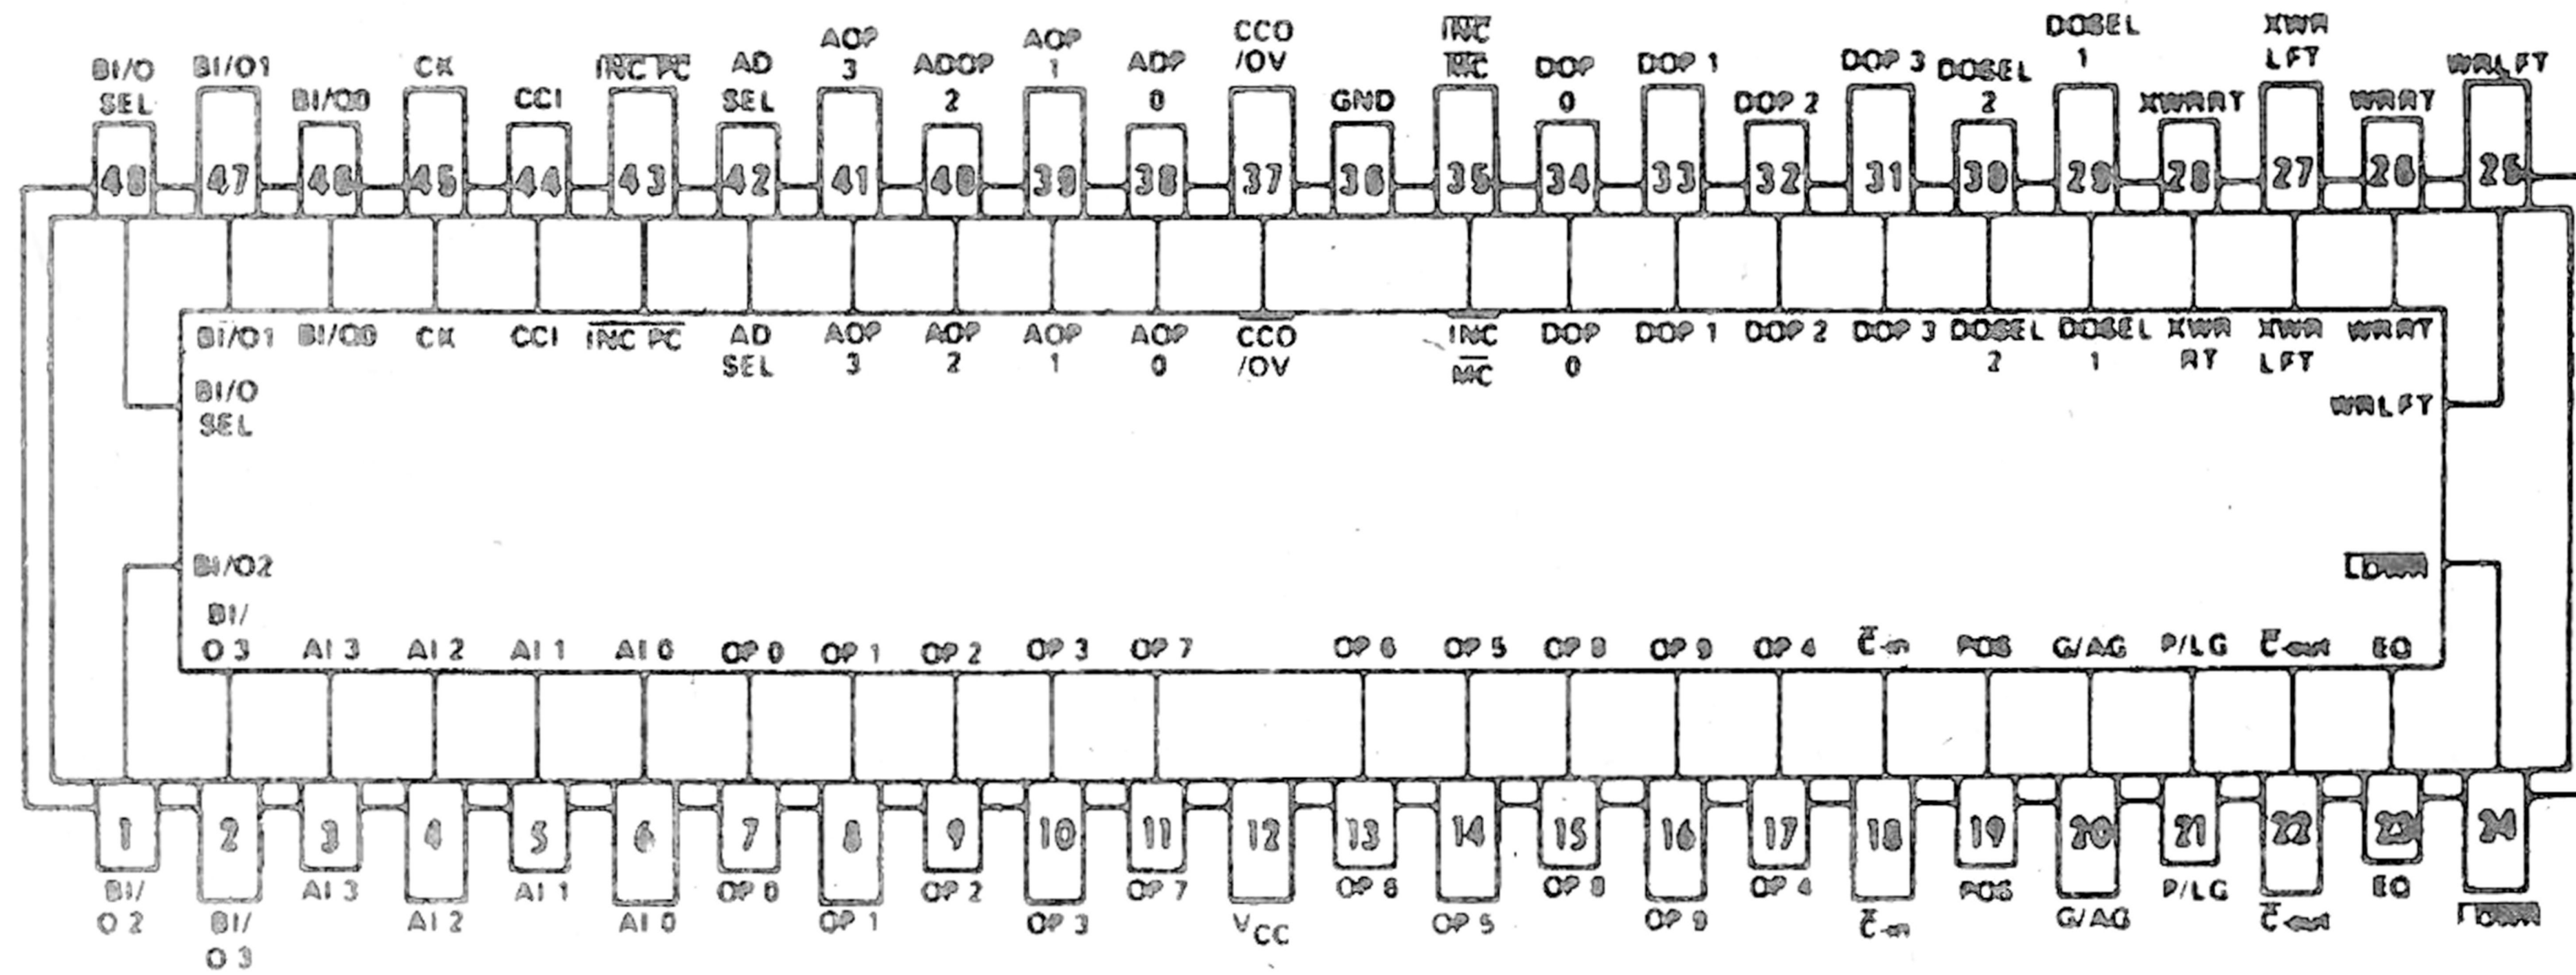 BI/O SEL
BI/O1
BI/O0
CK
CCI
INC PC
AD SEL
AOP 3
ADOP 2
AOP 1
ADP 0
CCO /OV
GND
INC MC
DOP 0
DOP 1
DOP 2
DOP 3
DOSEL 2
DOSEL 1
XWRRT
XWR LFT
WRRT
WRLFT
48 47 46 45 44 43 42 41 40 39 38 37 36 35 34 33 32 31 30 29 28 27 26 25
BI/O1 BI/O0 CK CCI INC PC AD SEL AOP 3 AOP 2 AOP 1 AOP 0 CCO /OV INC MC DOP 0 DOP 1 DOP 2 DOP 3 DOSEL 2 DOSEL 1 XWR RT XWR LFT WRRT
BI/O SEL
WRLFT
BI/O2
BI/ O 3 AI 3 AI 2 AI 1 AI 0 OP 0 OP 1 OP 2 OP 3 OP 7 OP 6 OP 5 OP 8 OP 9 OP 4 C̅-in POS G/AG P/LG C̅-out EQ
1 2 3 4 5 6 7 8 9 10 11 12 13 14 15 16 17 18 19 20 21 22 23 24
BI/ O 2
BI/ O 3
AI 3
AI 2
AI 1
AI 0
OP 0
OP 1
OP 2
OP 3
OP 7
VCC
OP 6
OP 5
OP 8
OP 9
OP 4
C̅-in
POS
G/AG
P/LG
C̅-out
EQ